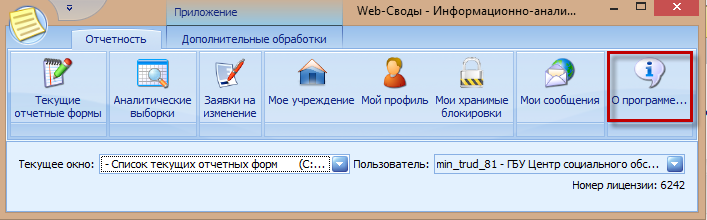 Приложение
Web-Своды - Информационно-анали...
Отчетность
Дополнительные обработки
Текущие
отчетные формы
Аналитические
выборки
Заявки на
изменение
Мое учреждение
Мой профиль
Мои хранимые
блокировки
Мои сообщения
О программе...
Текущее окно: - Список текущих отчетных форм (C:...
Пользователь: min_trud_81 - ГБУ Центр социального обс...
Номер лицензии: 6242